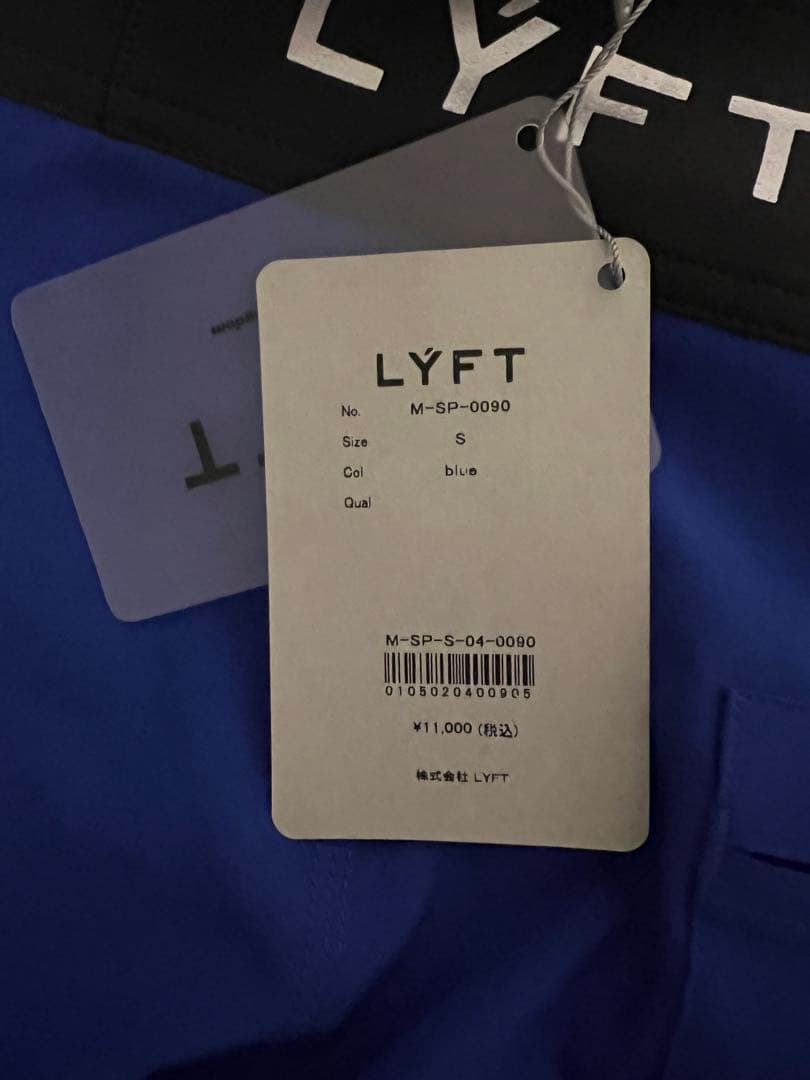 LÝFT
LÝFT
No. M-SP-0090
Size S
Col blue
Qual
M-SP-S-04-0090
0105020400905
¥11,000 (税込)
株式会社 LYFT
T